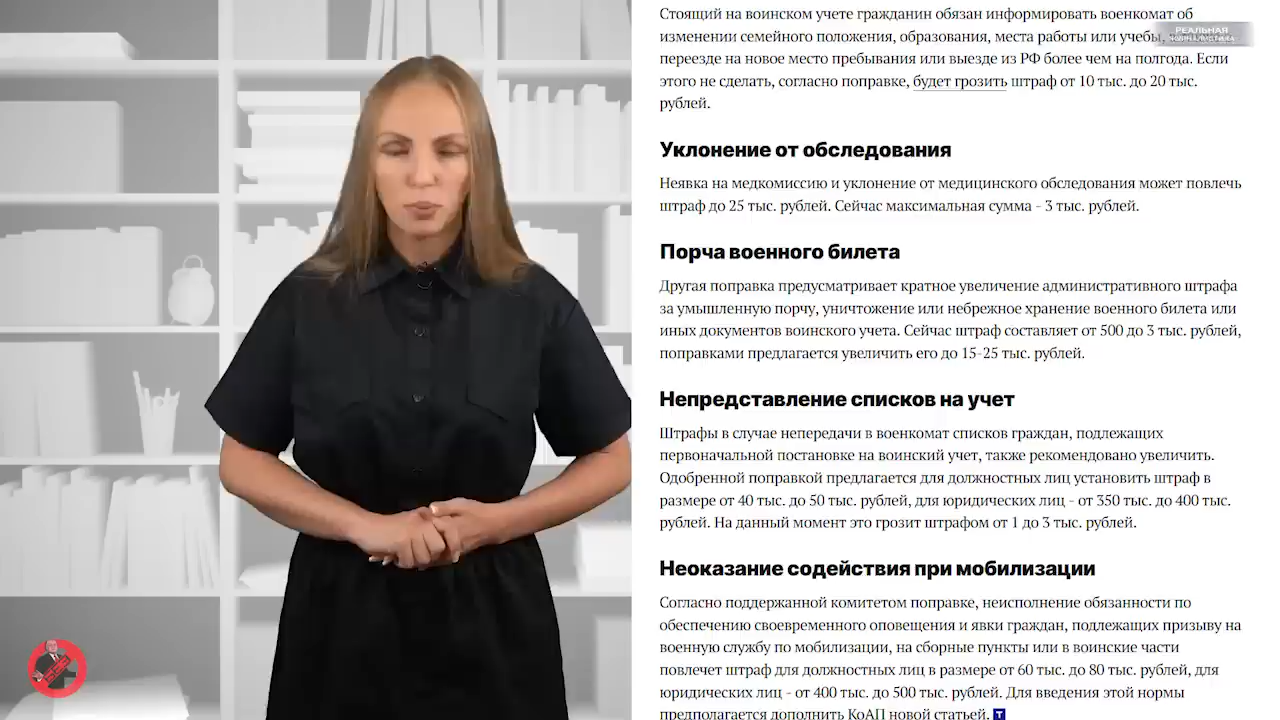 Стоящий на воинском учете гражданин обязан информировать военкомат об
изменении семейного положения, образования, места работы или учебы,
переезде на новое место пребывания или выезде из РФ более чем на полгода. Если
этого не сделать, согласно поправке, будет грозить штраф от 10 тыс. до 20 тыс.
рублей.
РЕАЛЬНАЯ
Уклонение от обследования
Неявка на медкомиссию и уклонение от медицинского обследования может повлечь
штраф до 25 тыс. рублей. Сейчас максимальная сумма - 3 тыс. рублей.
Порча военного билета
Другая поправка предусматривает кратное увеличение административного штрафа
за умышленную порчу, уничтожение или небрежное хранение военного билета или
иных документов воинского учета. Сейчас штраф составляет от 500 до 3 тыс. рублей,
поправками предлагается увеличить его до 15-25 тыс. рублей.
Непредставление списков на учет
Штрафы в случае непередачи в военкомат списков граждан, подлежащих
первоначальной постановке на воинский учет, также рекомендовано увеличить.
Одобренной поправкой предлагается для должностных лиц установить штраф в
размере от 40 тыс. до 50 тыс. рублей, для юридических лиц - от 350 тыс. до 400 тыс.
рублей. На данный момент это грозит штрафом от 1 до 3 тыс. рублей.
Неоказание содействия при мобилизации
Согласно поддержанной комитетом поправке, неисполнение обязанности по
обеспечению своевременного оповещения и явки граждан, подлежащих призыву на
военную службу по мобилизации, на сборные пункты или в воинские части
повлечет штраф для должностных лиц в размере от 60 тыс. до 80 тыс. рублей, для
юридических лиц - от 400 тыс. до 500 тыс. рублей. Для введения этой нормы
предполагается дополнить КоАП новой статьей. Т